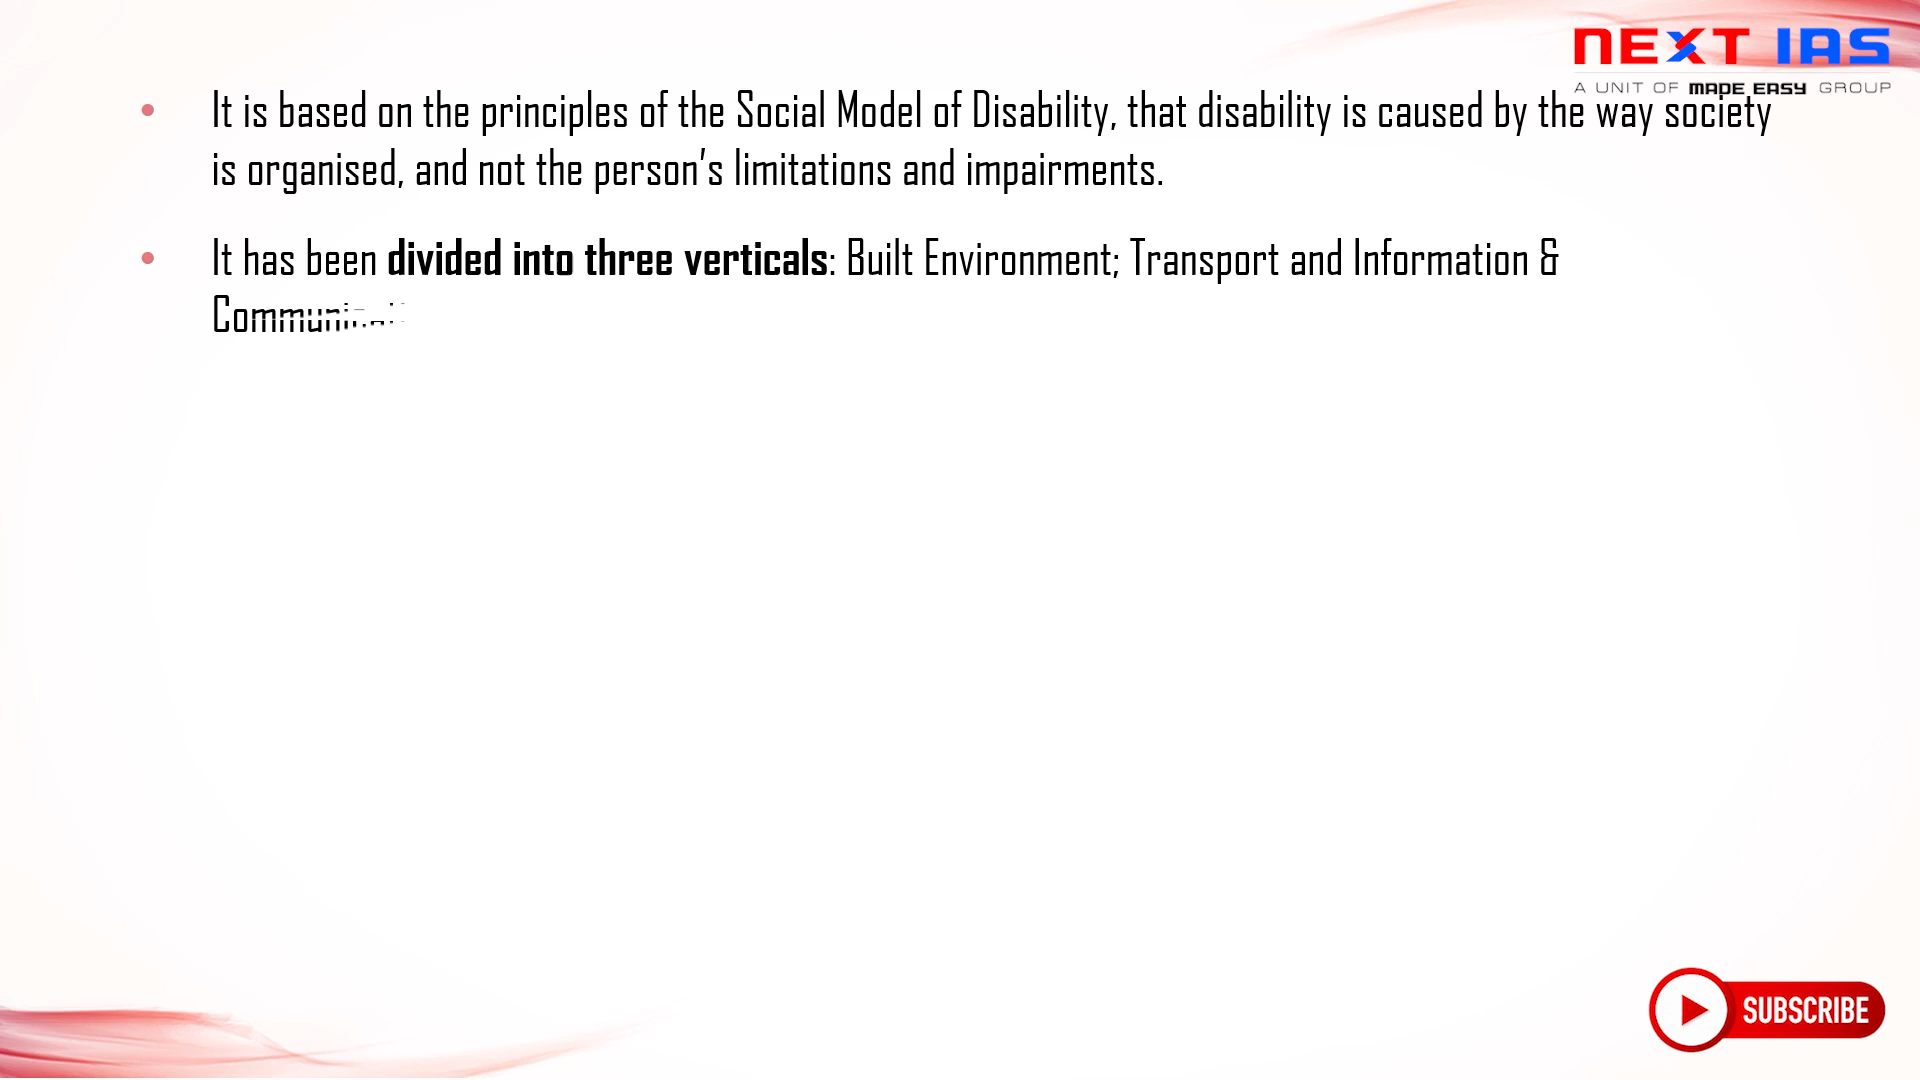 NEXT IAS
A UNIT OF MADE EASY GROUP
• It is based on the principles of the Social Model of Disability, that disability is caused by the way society
is organised, and not the person’s limitations and impairments.
• It has been divided into three verticals: Built Environment; Transport and Information &
SUBSCRIBE